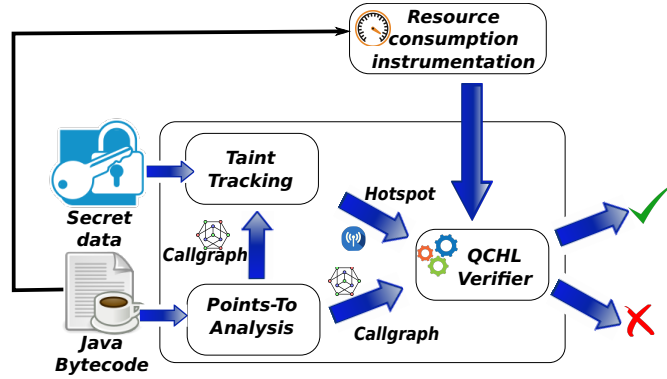 Resource
consumption
instrumentation
Taint
Tracking
Hotspot
Secret
data
Callgraph
QCHL
Verifier
Points-To
Analysis
Callgraph
Java
Bytecode